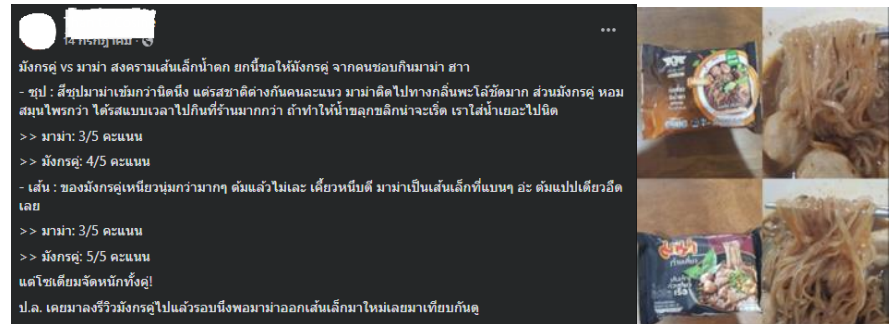 14 กรกฎาคม
มังกรคู่ vs มาม่า สงครามเส้นเล็กน้ำตก ยกนี้ขอให้มังกรคู่ จากคนชอบกินมาม่า ฮาา
- ซุป : สีซุปมาม่าเข้มกว่านิดนึง แต่รสชาติต่างกันคนละแนว มาม่าติดไปทางกลิ่นพะโล้ชัดมาก ส่วนมังกรคู่ หอม
สมุนไพรกว่า ได้รสแบบเวลาไปกินที่ร้านมากกว่า ถ้าทำให้น้ำขลุกขลิกน่าจะเริ่ด เราใส่น้ำเยอะไปนิด
>> มาม่า: 3/5 คะแนน
>> มังกรคู่: 4/5 คะแนน
- เส้น : ของมังกรคู่เหนียวนุ่มกว่ามากๆ ต้มแล้วไม่เละ เคี้ยวหนึบดี มาม่าเป็นเส้นเล็กที่แบนๆ อ่ะ ต้มแปปเดียวอืด
เลย
>> มาม่า: 3/5 คะแนน
>> มังกรคู่: 5/5 คะแนน
แต่โซเดียมจัดหนักทั้งคู่!
ป.ล. เคยมาลงรีวิวมังกรคู่ไปแล้วรอบนึงพอมาม่าออกเส้นเล็กมาใหม่เลยมาเทียบกันดู
มาม่า